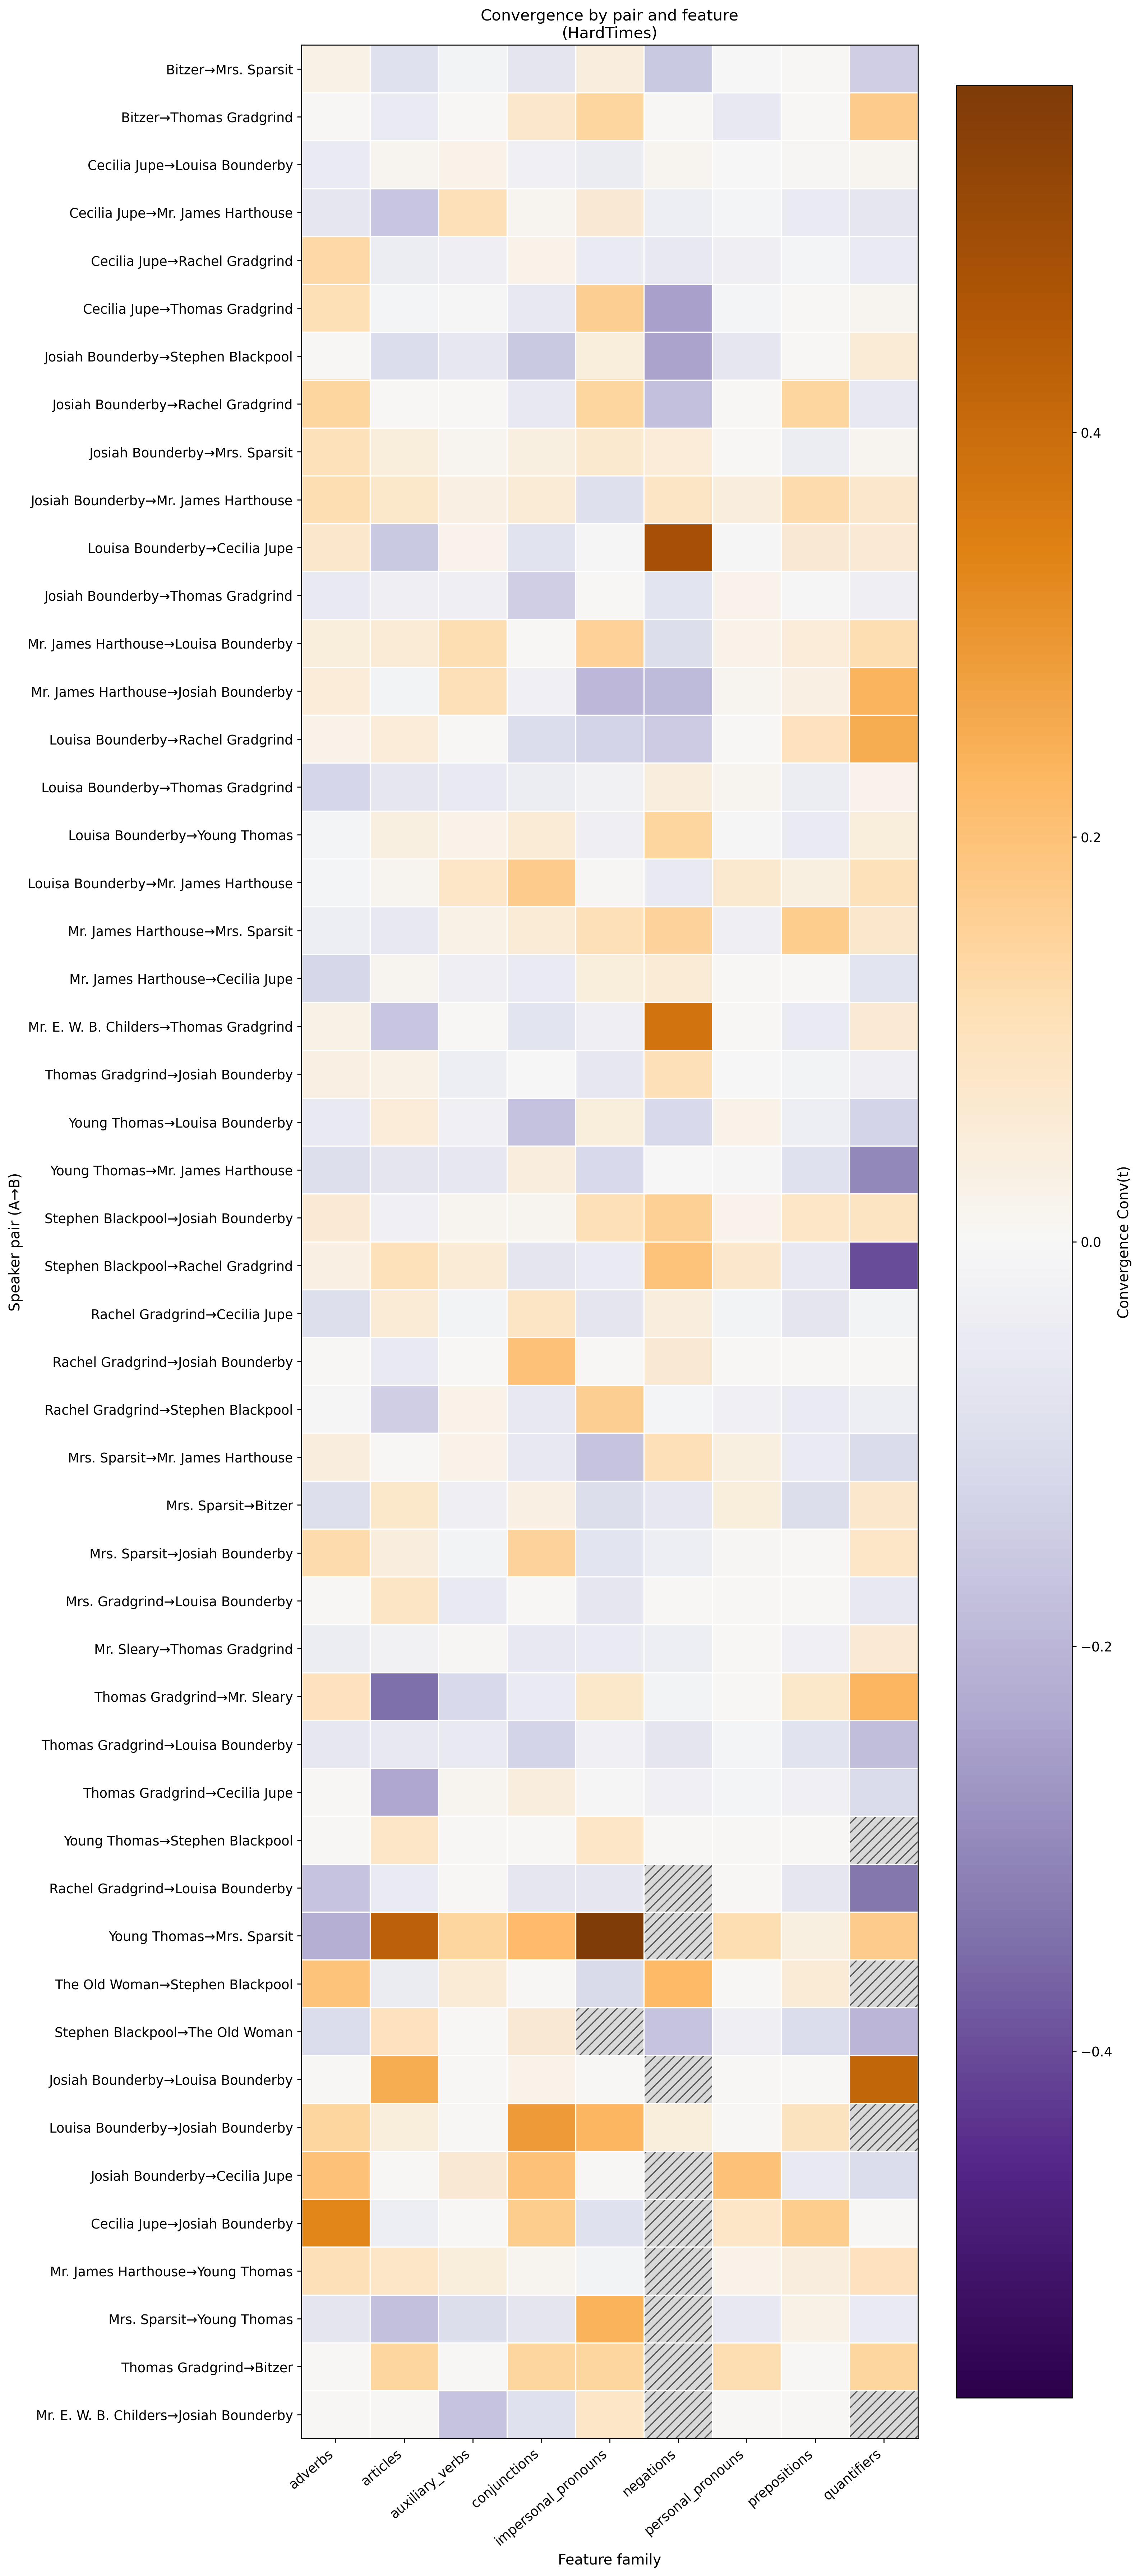 Convergence by pair and feature
(HardTimes)
Speaker pair (A→B)
Bitzer→Mrs. Sparsit
Bitzer→Thomas Gradgrind
Cecilia Jupe→Louisa Bounderby
Cecilia Jupe→Mr. James Harthouse
Cecilia Jupe→Rachel Gradgrind
Cecilia Jupe→Thomas Gradgrind
Josiah Bounderby→Stephen Blackpool
Josiah Bounderby→Rachel Gradgrind
Josiah Bounderby→Mrs. Sparsit
Josiah Bounderby→Mr. James Harthouse
Louisa Bounderby→Cecilia Jupe
Josiah Bounderby→Thomas Gradgrind
Mr. James Harthouse→Louisa Bounderby
Mr. James Harthouse→Josiah Bounderby
Louisa Bounderby→Rachel Gradgrind
Louisa Bounderby→Thomas Gradgrind
Louisa Bounderby→Young Thomas
Louisa Bounderby→Mr. James Harthouse
Mr. James Harthouse→Mrs. Sparsit
Mr. James Harthouse→Cecilia Jupe
Mr. E. W. B. Childers→Thomas Gradgrind
Thomas Gradgrind→Josiah Bounderby
Young Thomas→Louisa Bounderby
Young Thomas→Mr. James Harthouse
Stephen Blackpool→Josiah Bounderby
Stephen Blackpool→Rachel Gradgrind
Rachel Gradgrind→Cecilia Jupe
Rachel Gradgrind→Josiah Bounderby
Rachel Gradgrind→Stephen Blackpool
Mrs. Sparsit→Mr. James Harthouse
Mrs. Sparsit→Bitzer
Mrs. Sparsit→Josiah Bounderby
Mrs. Gradgrind→Louisa Bounderby
Mr. Sleary→Thomas Gradgrind
Thomas Gradgrind→Mr. Sleary
Thomas Gradgrind→Louisa Bounderby
Thomas Gradgrind→Cecilia Jupe
Young Thomas→Stephen Blackpool
Rachel Gradgrind→Louisa Bounderby
Young Thomas→Mrs. Sparsit
The Old Woman→Stephen Blackpool
Stephen Blackpool→The Old Woman
Josiah Bounderby→Louisa Bounderby
Louisa Bounderby→Josiah Bounderby
Josiah Bounderby→Cecilia Jupe
Cecilia Jupe→Josiah Bounderby
Mr. James Harthouse→Young Thomas
Mrs. Sparsit→Young Thomas
Thomas Gradgrind→Bitzer
Mr. E. W. B. Childers→Josiah Bounderby
adverbs
articles
auxiliary_verbs
conjunctions
impersonal_pronouns
negations
personal_pronouns
prepositions
quantifiers
Feature family
0.4
0.2
0.0
−0.2
−0.4
Convergence Conv(t)